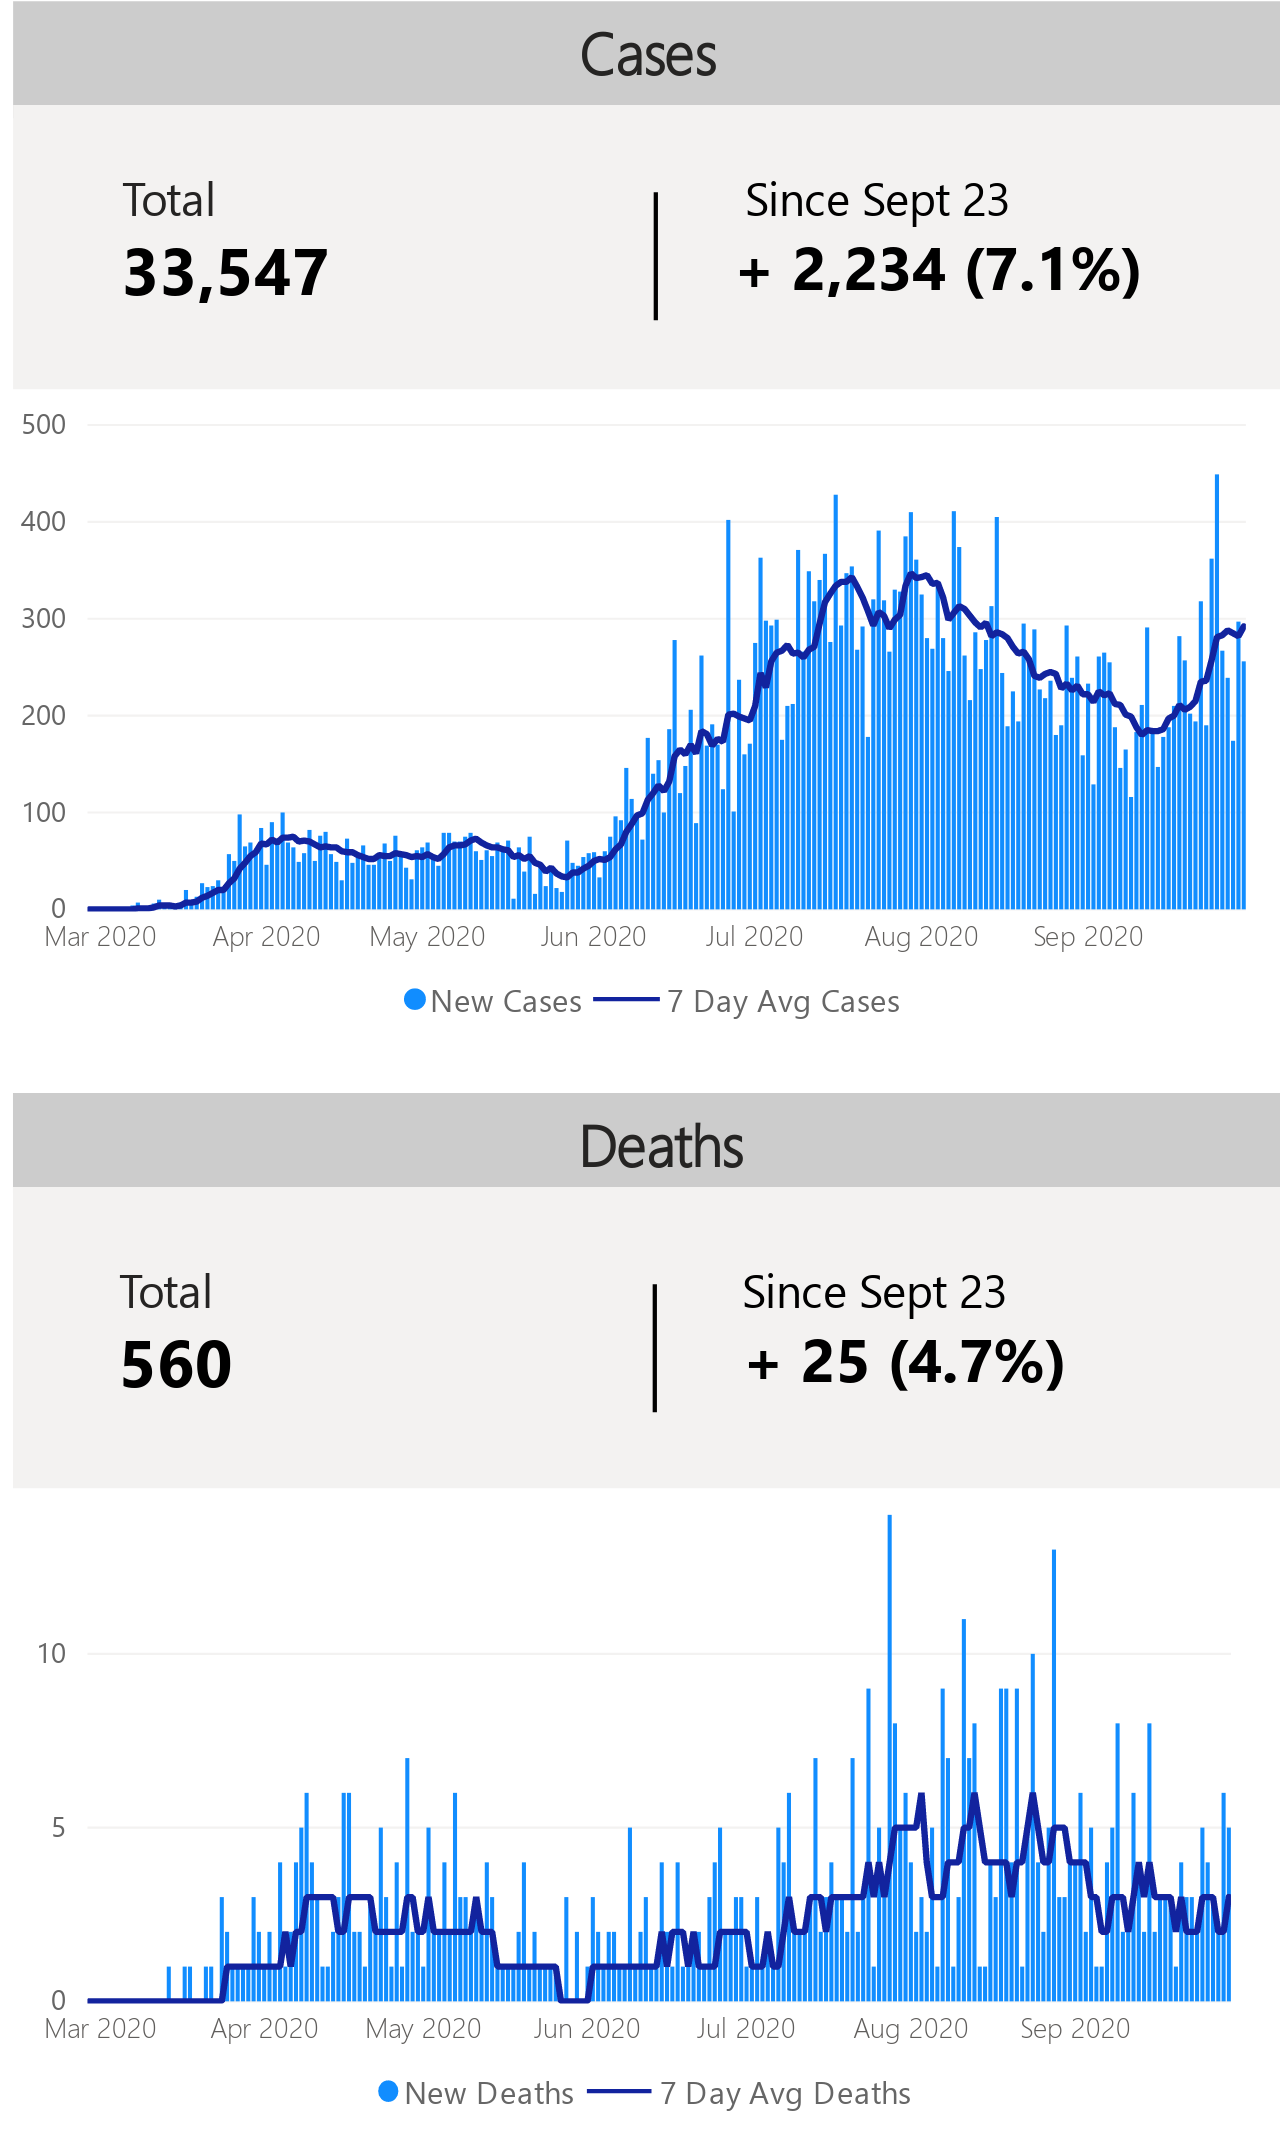 Cases
Total
33,547
Since Sept 23
+ 2,234 (7.1%)
500
400
300
200
100
0
Mar 2020 Apr 2020 May 2020 Jun 2020 Jul 2020 Aug 2020 Sep 2020
New Cases 7 Day Avg Cases
Deaths
Total
560
Since Sept 23
+ 25 (4.7%)
10
5
0
Mar 2020 Apr 2020 May 2020 Jun 2020 Jul 2020 Aug 2020 Sep 2020
New Deaths 7 Day Avg Deaths